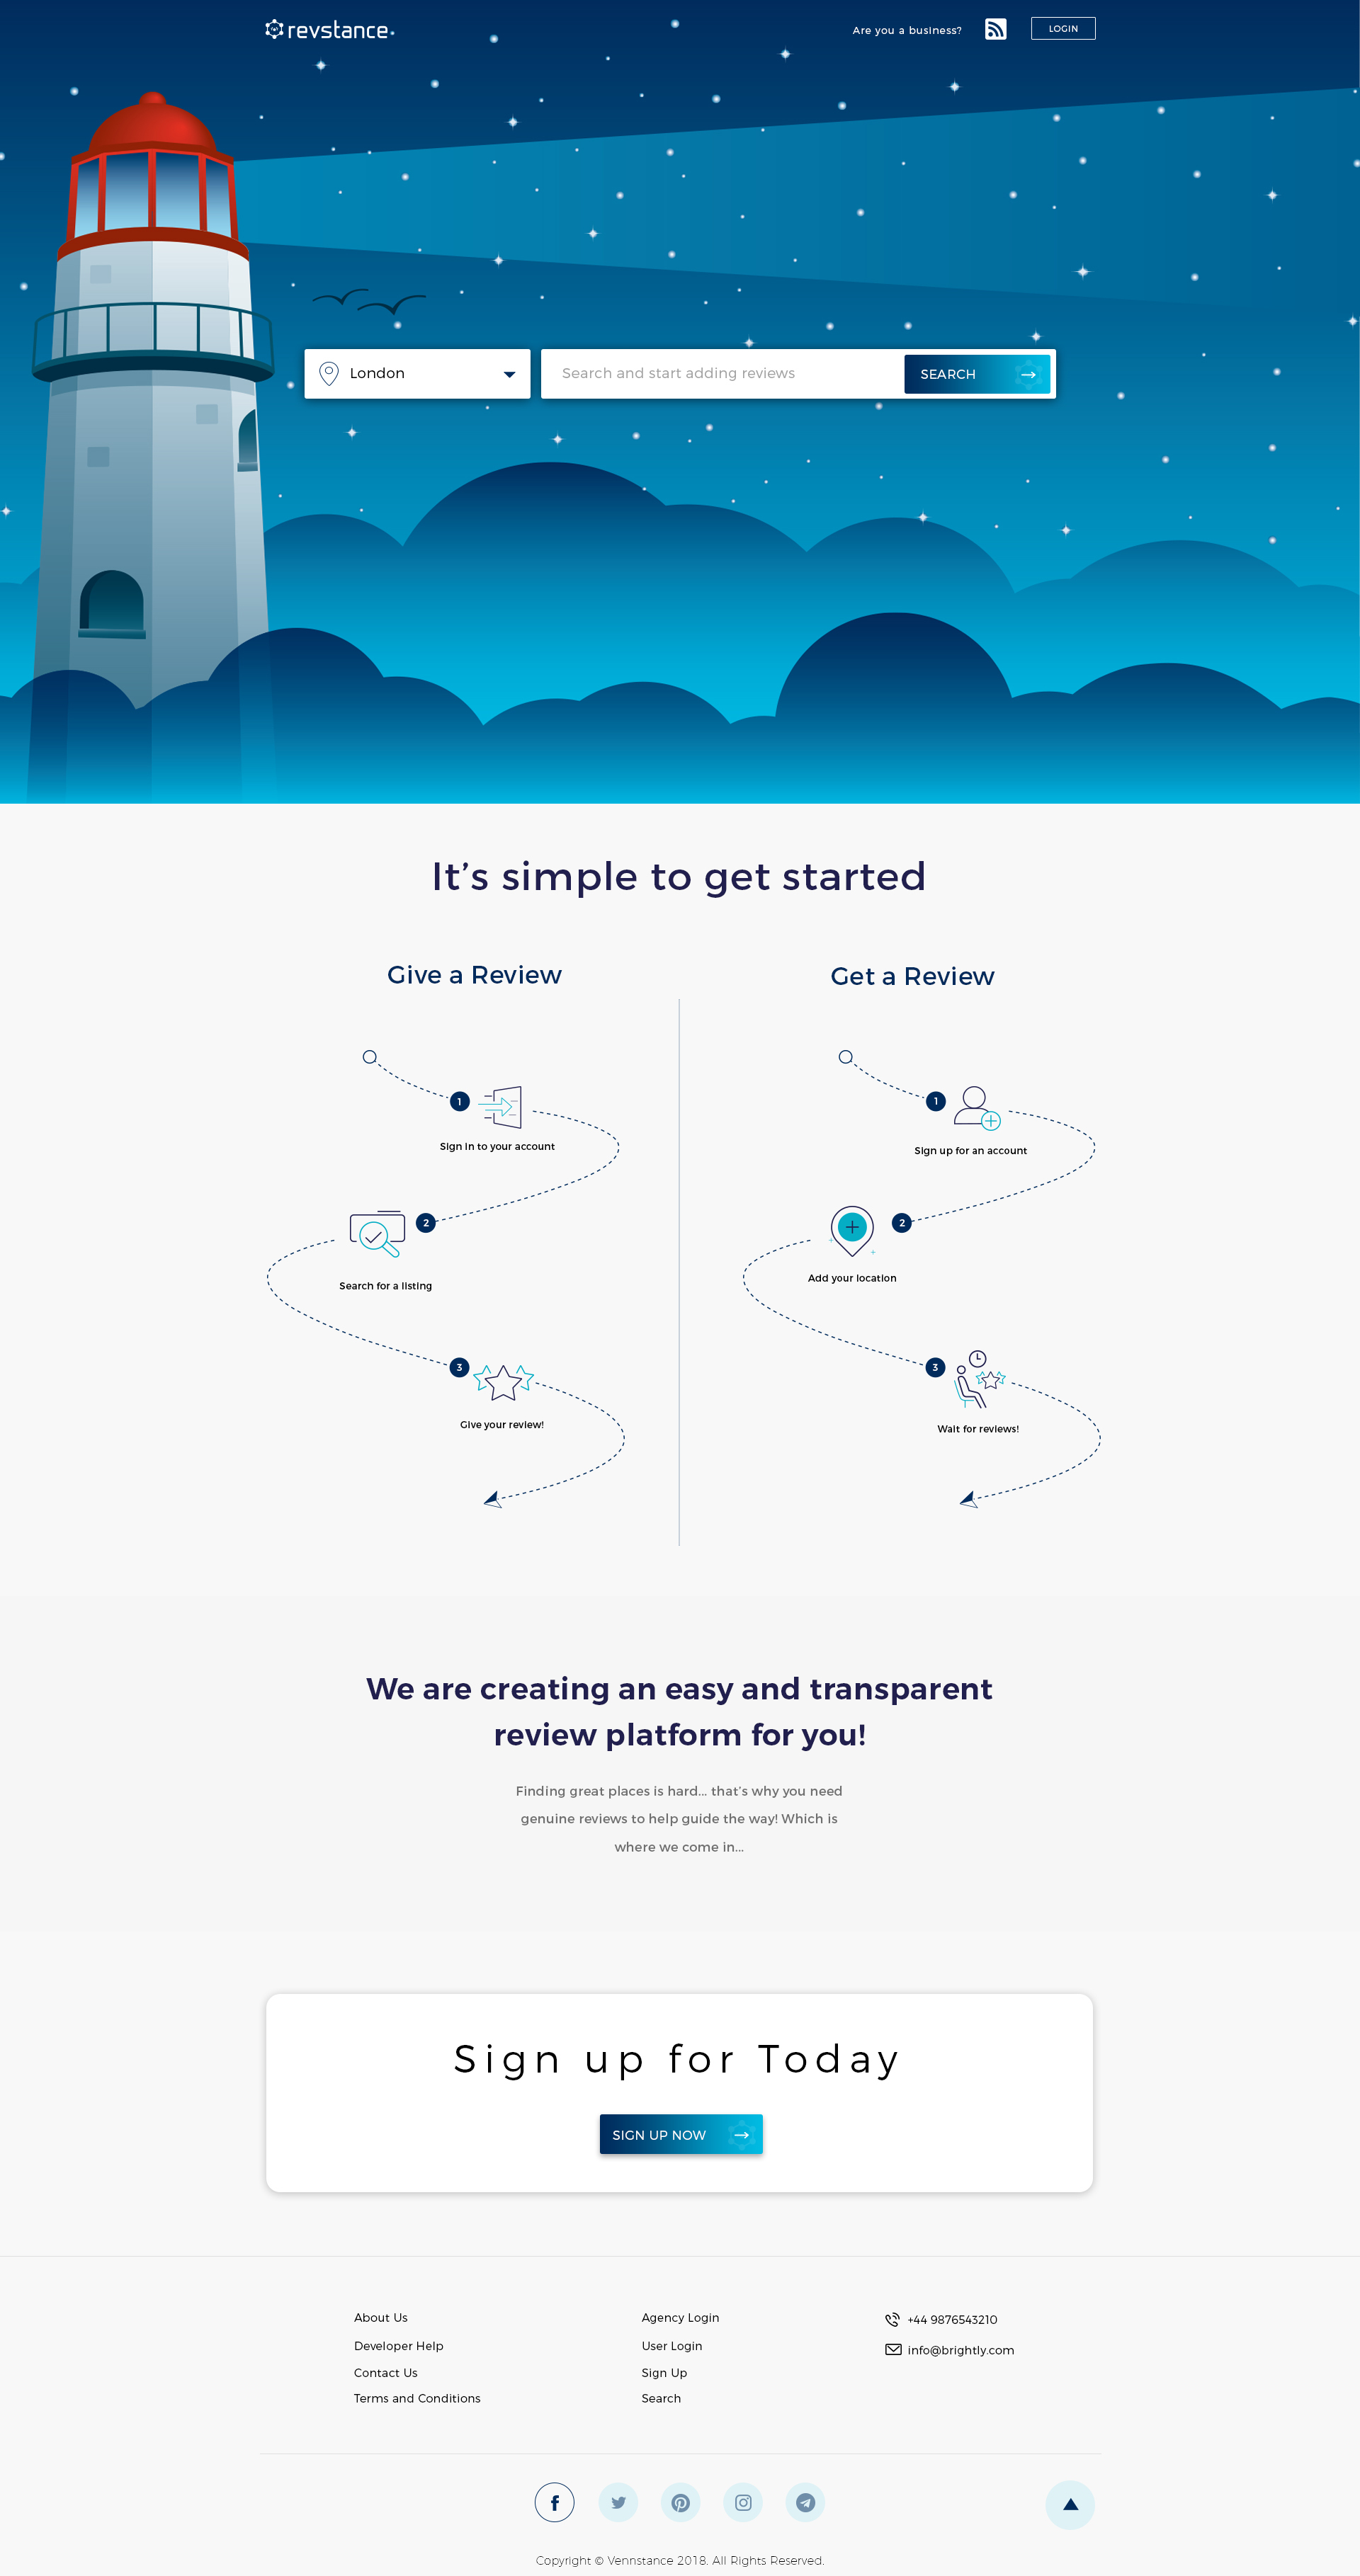 revstance
Are you a business?
LOGIN
London
Search and start adding reviews
SEARCH
It’s simple to get started
Give a Review
1
Sign in to your account
2
Search for a listing
3
Give your review!
Get a Review
1
Sign up for an account
2
Add your location
3
Wait for reviews!
We are creating an easy and transparent
review platform for you!
Finding great places is hard... that’s why you need
genuine reviews to help guide the way! Which is
where we come in...
Sign up for Today
SIGN UP NOW
About Us
Developer Help
Contact Us
Terms and Conditions
Agency Login
User Login
Sign Up
Search
+44 9876543210
info@brightly.com
Copyright © Vennstance 2018. All Rights Reserved.